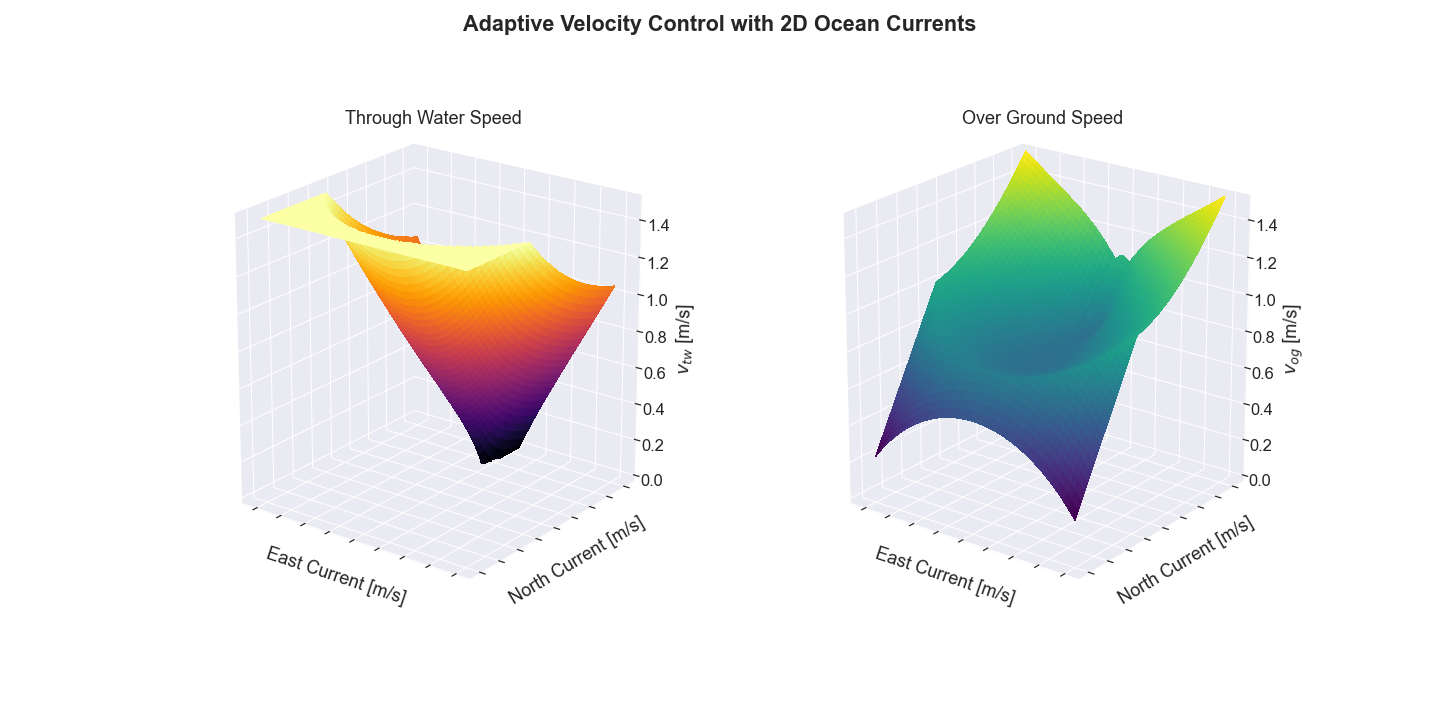 Adaptive Velocity Control with 2D Ocean Currents
Through Water Speed
1.4
1.2
1.0
0.8
0.6
0.4
0.2
0.0
v_tw [m/s]
East Current [m/s]
North Current [m/s]
Over Ground Speed
1.4
1.2
1.0
0.8
0.6
0.4
0.2
0.0
v_og [m/s]
East Current [m/s]
North Current [m/s]